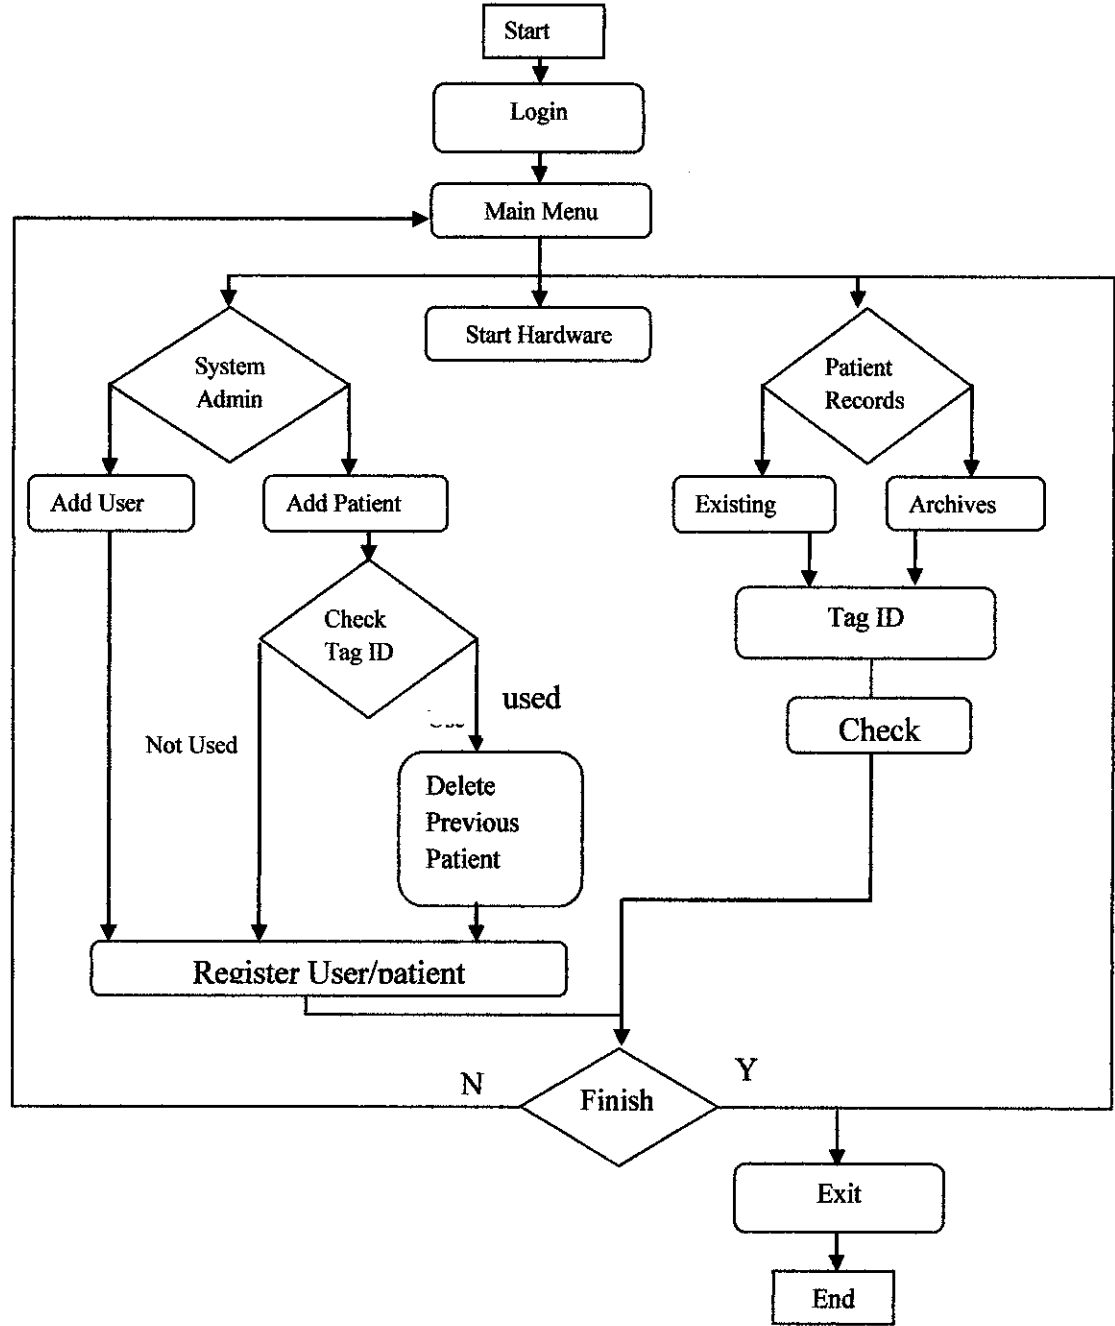 Start
Login
Main Menu
Start Hardware
System
Admin
Patient
Records
Add User
Add Patient
Existing
Archives
Check
Tag ID
Tag ID
used
Not Used
Check
Delete
Previous
Patient
Register User/patient
N
Y
Finish
Exit
End